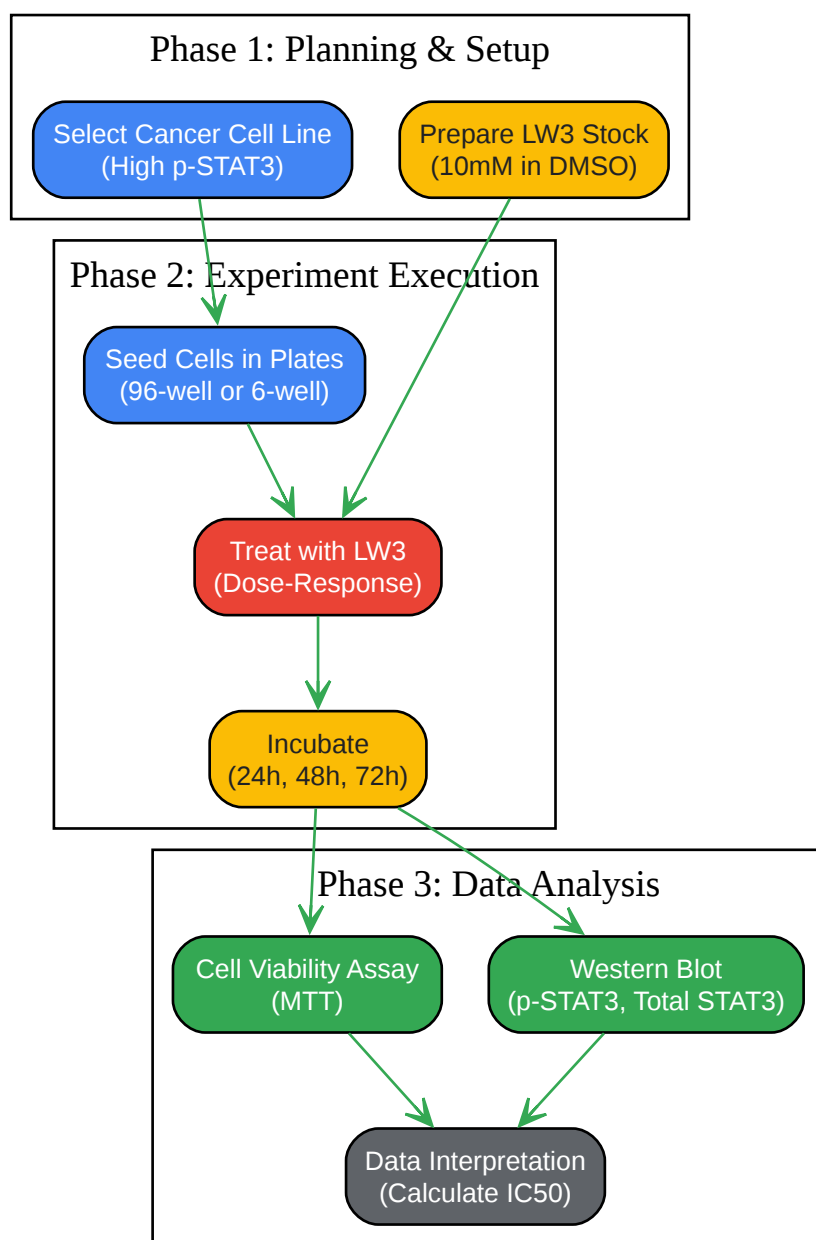 Phase 1: Planning & Setup
Select Cancer Cell Line
(High p-STAT3)
Prepare LW3 Stock
(10mM in DMSO)
Phase 2: Experiment Execution
Seed Cells in Plates
(96-well or 6-well)
Treat with LW3
(Dose-Response)
Incubate
(24h, 48h, 72h)
Phase 3: Data Analysis
Cell Viability Assay
(MTT)
Western Blot
(p-STAT3, Total STAT3)
Data Interpretation
(Calculate IC50)